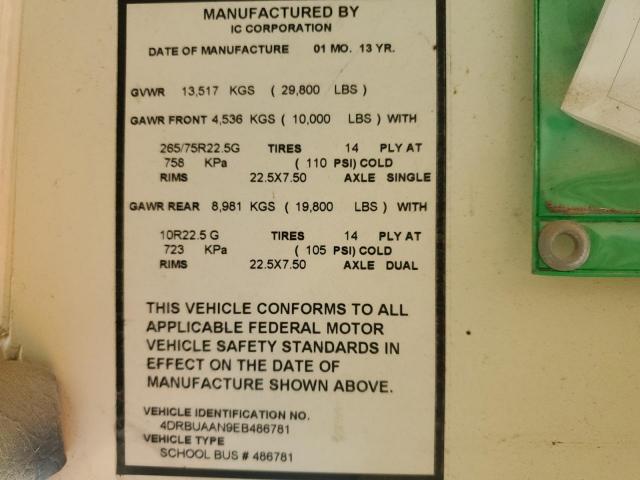 MANUFACTURED BY
IC CORPORATION
DATE OF MANUFACTURE 01 MO. 13 YR.
GVWR 13,517 KGS ( 29,800 LBS )
GAWR FRONT 4,536 KGS ( 10,000 LBS ) WITH
265/75R22.5G TIRES 14 PLY AT
758 KPa ( 110 PSI) COLD
RIMS 22.5X7.50 AXLE SINGLE
GAWR REAR 8,981 KGS ( 19,800 LBS ) WITH
10R22.5 G TIRES 14 PLY AT
723 KPa ( 105 PSI) COLD
RIMS 22.5X7.50 AXLE DUAL
THIS VEHICLE CONFORMS TO ALL
APPLICABLE FEDERAL MOTOR
VEHICLE SAFETY STANDARDS IN
EFFECT ON THE DATE OF
MANUFACTURE SHOWN ABOVE.
VEHICLE IDENTIFICATION NO.
4DRBUAAN9EB486781
VEHICLE TYPE
SCHOOL BUS # 486781